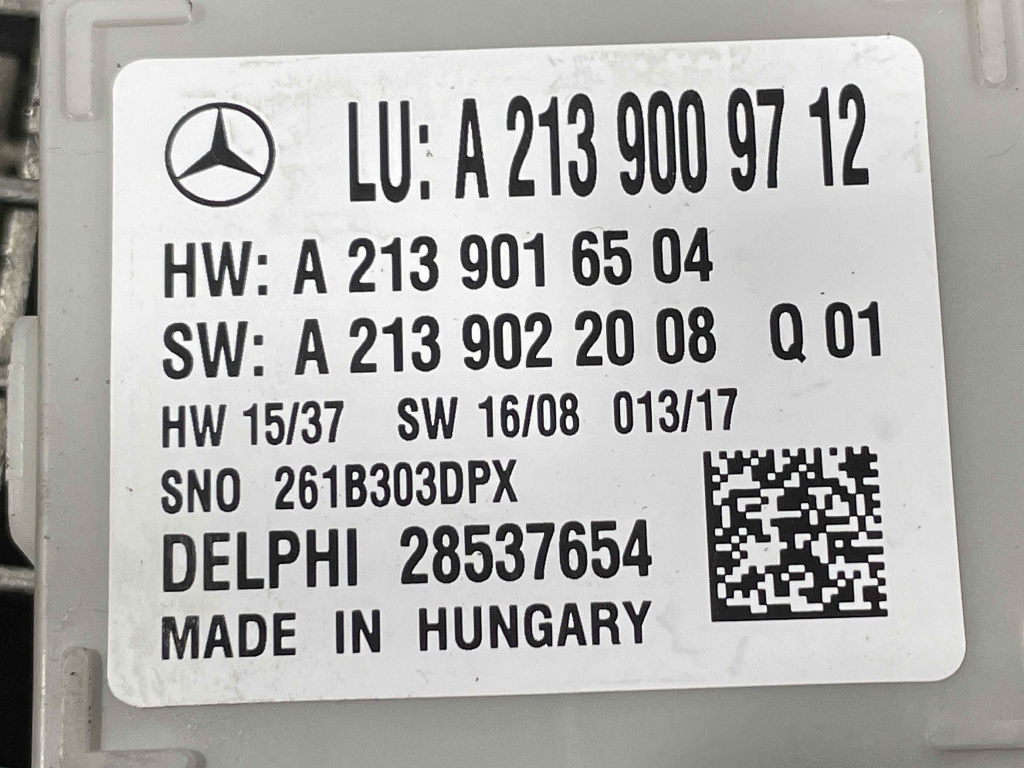 LU: A 213 900 97 12
HW: A 213 901 65 04
SW: A 213 902 20 08 Q 01
HW 15/37 SW 16/08 013/17
SNO 261B303DPX
DELPHI 28537654
MADE IN HUNGARY